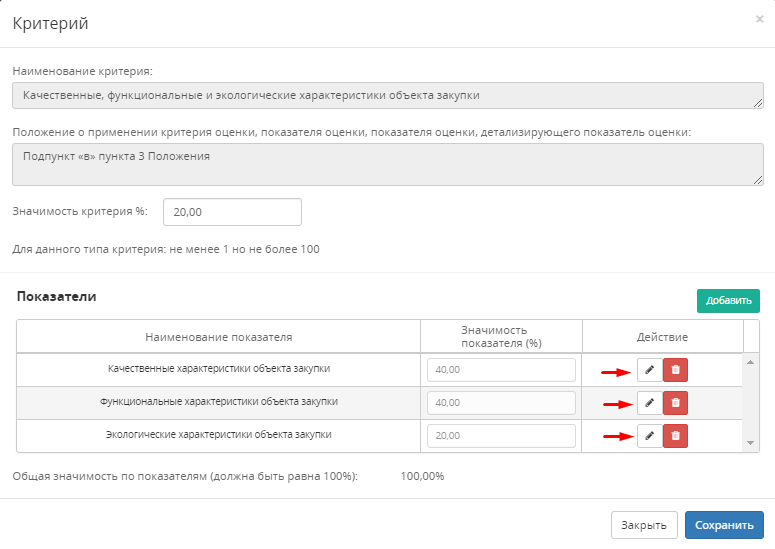 Критерий
×
Наименование критерия:
Качественные, функциональные и экологические характеристики объекта закупки
Положение о применении критерия оценки, показателя оценки, показателя оценки, детализирующего показатель оценки:
Подпункт «в» пункта 3 Положения
Значимость критерия %: 20,00
Для данного типа критерия: не менее 1 но не более 100
Показатели
Добавить
Наименование показателя
Значимость
показателя (%)
Действие
Качественные характеристики объекта закупки 40,00
Функциональные характеристики объекта закупки 40,00
Экологические характеристики объекта закупки 20,00
Общая значимость по показателям (должна быть равна 100%): 100,00%
Закрыть Сохранить